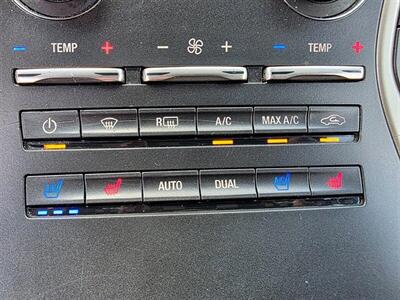 − TEMP + − + − TEMP +
R A/C MAX A/C
AUTO DUAL